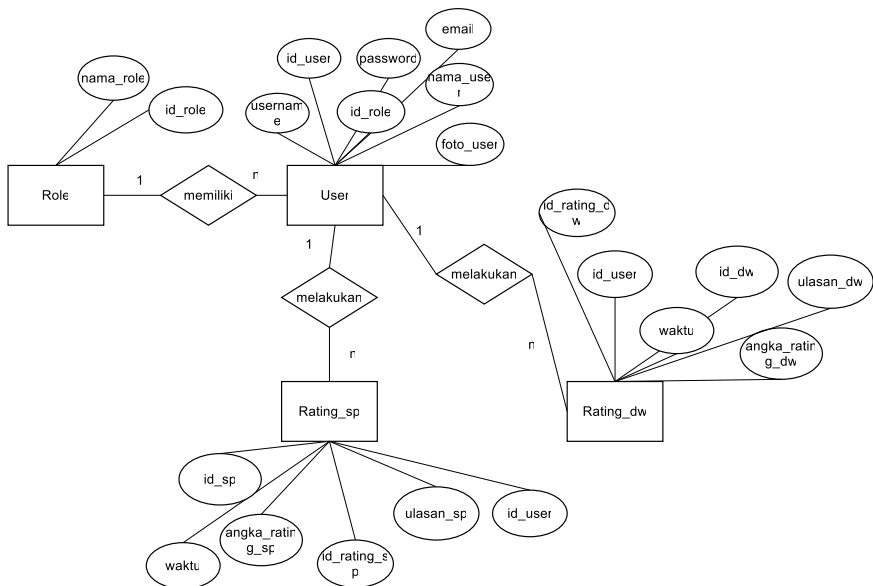 email
id_user
password
nama_role
nama_use
r
id_role
username
e
id_role
foto_user
Role
1
memiliki
n
User
1
1
melakukan
melakukan
id_rating_d
w
id_user
id_dw
ulasan_dw
waktu
angka_ratin
g_dw
n
n
Rating_sp
Rating_dw
id_sp
ulasan_sp
id_user
angka_ratin
g_sp
waktu
id_rating_s
p